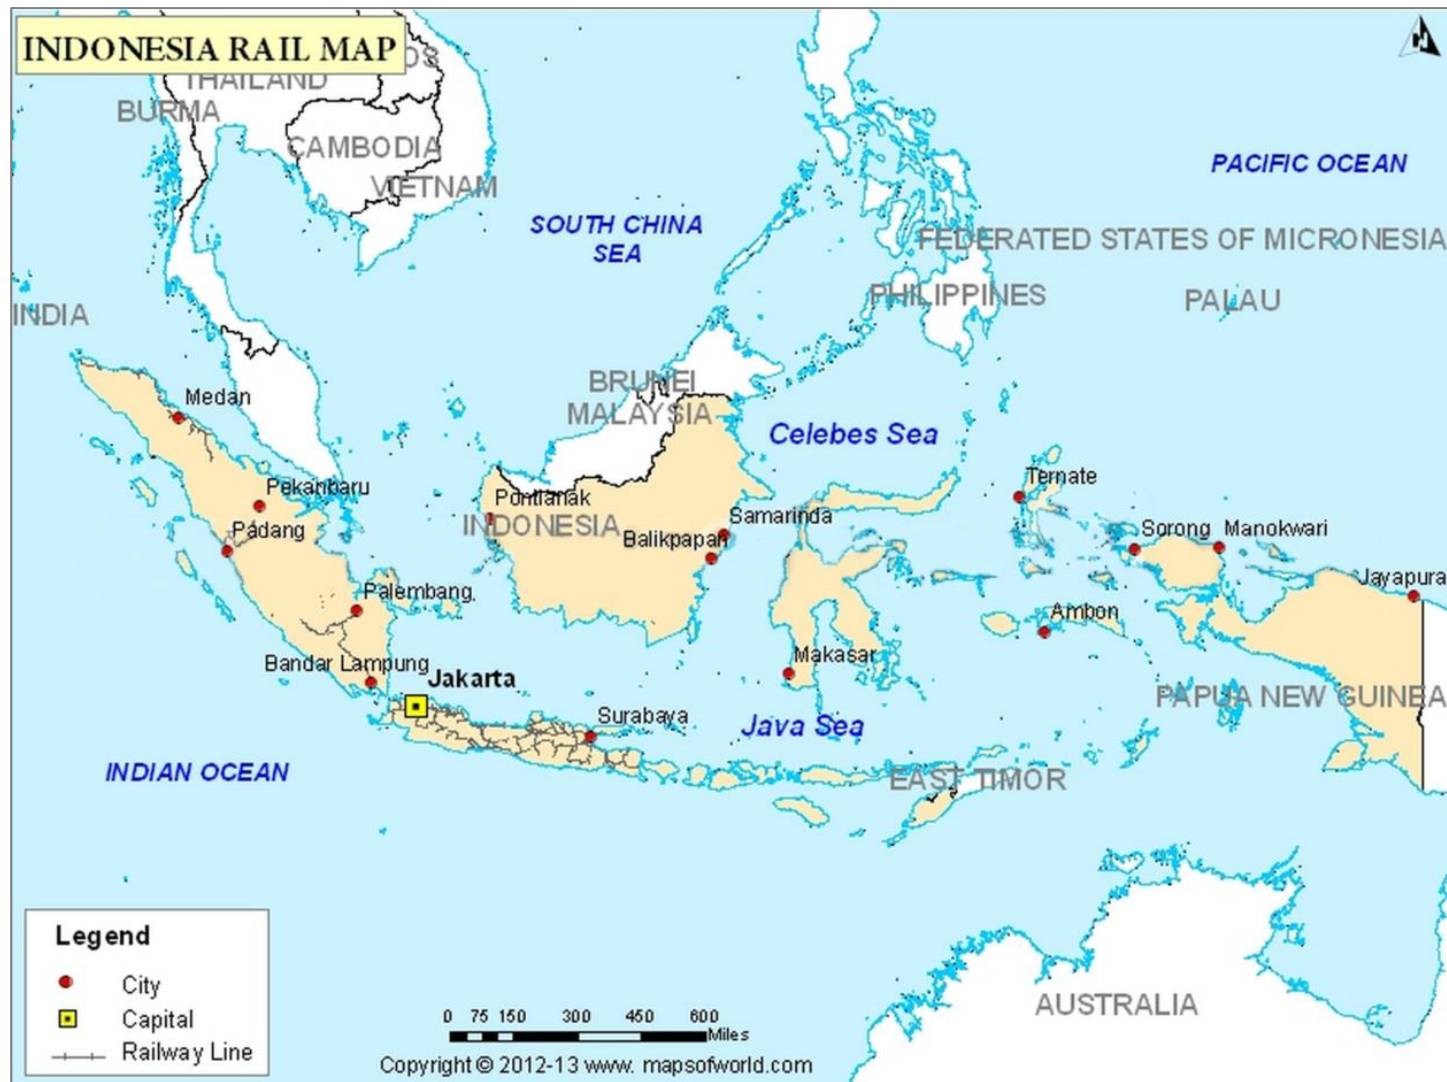 INDONESIA RAIL MAP
THAILAND
BURMA
CAMBODIA
VIETNAM
PACIFIC OCEAN
SOUTH CHINA
SEA
FEDERATED STATES OF MICRONESIA
PHILIPPINES
PALAU
INDIA
BRUNEI
MALAYSIA
Medan
Celebes Sea
Pekanbaru
Pontianak
Ternate
Padang
INDONESIA
Samarinda
Balikpapan
Sorong
Manokwari
Jayapura
Palembang
Ambon
Bandar Lampung
Makasar
Jakarta
PAPUA NEW GUINEA
Surabaya
Java Sea
INDIAN OCEAN
EAST TIMOR
Legend
City
Capital
Railway Line
0 75 150 300 450 600
Miles
Copyright © 2012-13 www. mapsofworld.com
AUSTRALIA